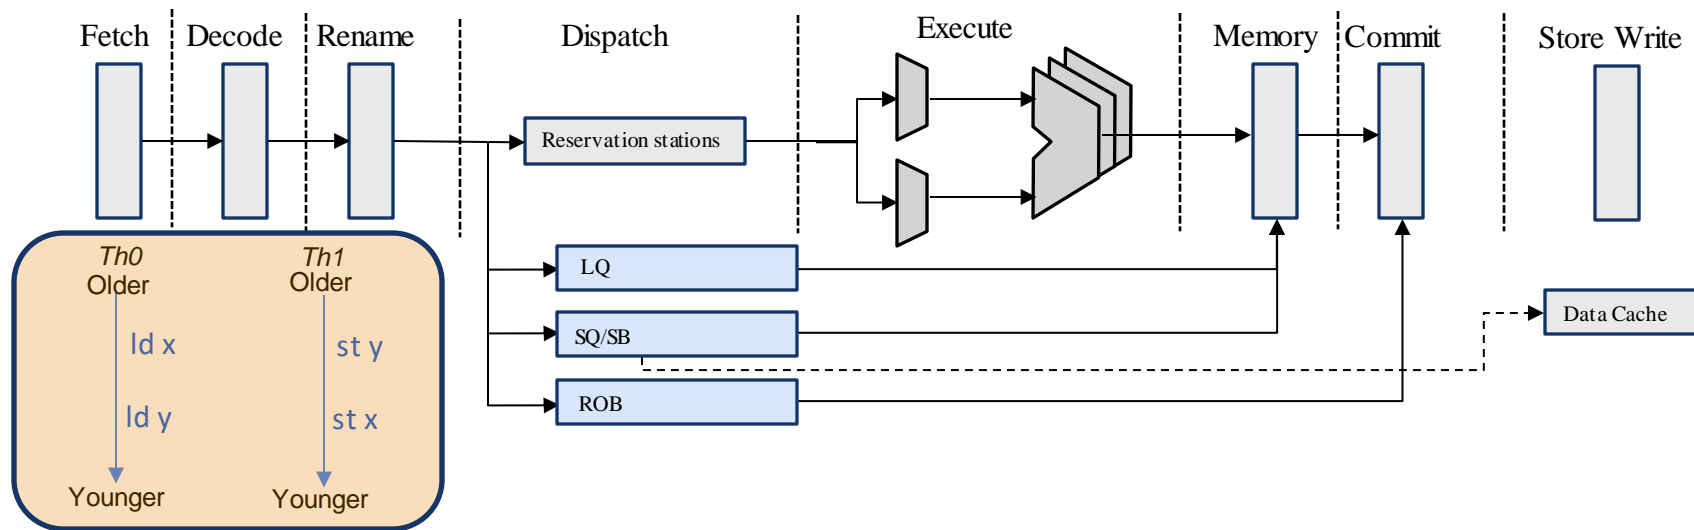 Fetch
Decode
Rename
Dispatch
Execute
Memory
Commit
Store Write
Reservation stations
LQ
SQ/SB
ROB
Data Cache
Th0
Older
ld x
ld y
Younger
Th1
Older
st y
st x
Younger